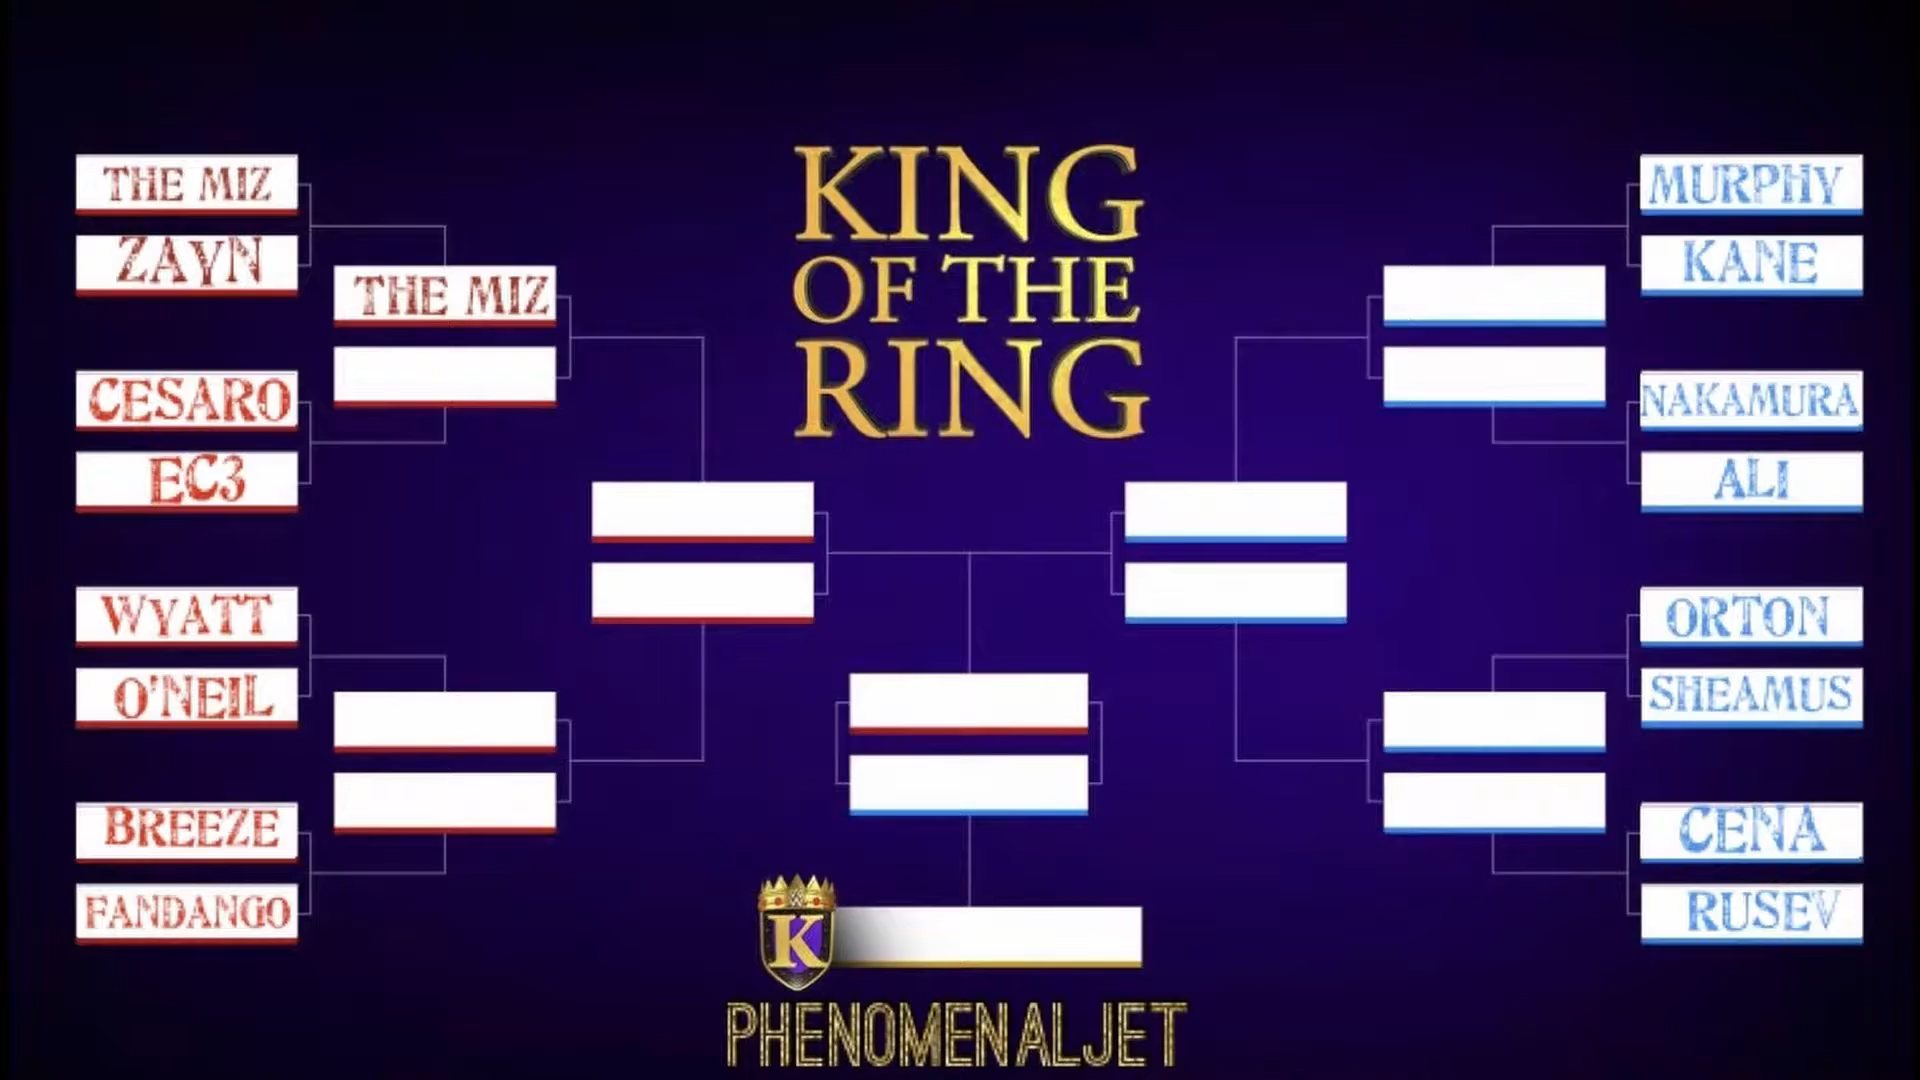 KING
OF THE
RING
THE MIZ
ZAYN
THE MIZ
CESARO
EC3
WYATT
O'NEIL
BREEZE
FANDANGO
MURPHY
KANE
NAKAMURA
ALI
ORTON
SHEAMUS
CENA
RUSEV
K
PHENOMENALJET